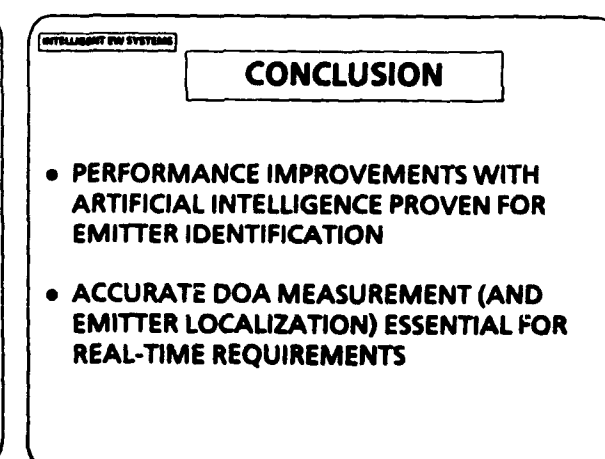 INTELLIGENT EW SYSTEMS
CONCLUSION
• PERFORMANCE IMPROVEMENTS WITH
ARTIFICIAL INTELLIGENCE PROVEN FOR
EMITTER IDENTIFICATION
• ACCURATE DOA MEASUREMENT (AND
EMITTER LOCALIZATION) ESSENTIAL FOR
REAL-TIME REQUIREMENTS